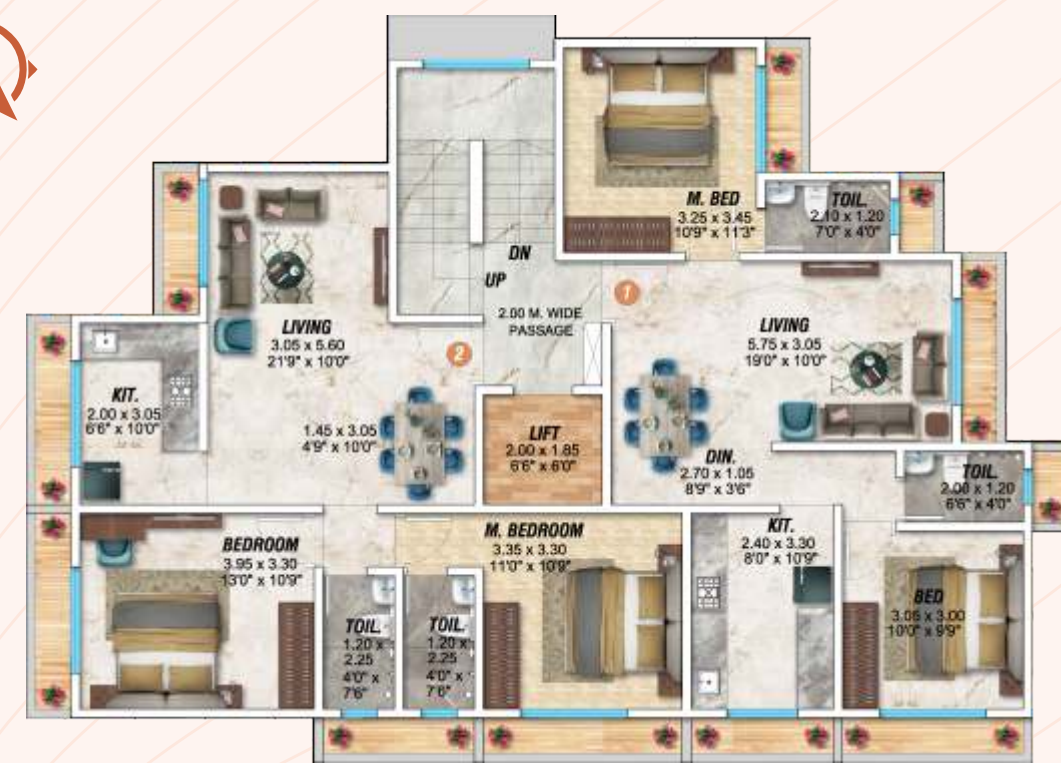 M. BED
3.25 x 3.45
10'9" x 11'3"
TOIL.
2.10 x 1.20
7'0" x 4'0"
DN
UP
2.00 M. WIDE
PASSAGE
1
LIVING
5.75 x 3.05
19'0" x 10'0"
LIVING
3.05 x 5.60
21'9" x 10'0"
2
KIT.
2.00 x 3.05
6'6" x 10'0"
1.45 x 3.05
4'9" x 10'0"
LIFT
2.00 x 1.85
6'6" x 6'0"
DIN.
2.70 x 1.05
8'9" x 3'6"
TOIL.
2.00 x 1.20
6'6" x 4'0"
BEDROOM
3.95 x 3.30
13'0" x 10'9"
M. BEDROOM
3.35 x 3.30
11'0" x 10'9"
KIT.
2.40 x 3.30
8'0" x 10'9"
BED
3.05 x 3.00
10'0" x 9'9"
TOIL.
1.20 x
2.25
4'0" x
7'6"
TOIL.
1.20 x
2.25
4'0" x
7'6"